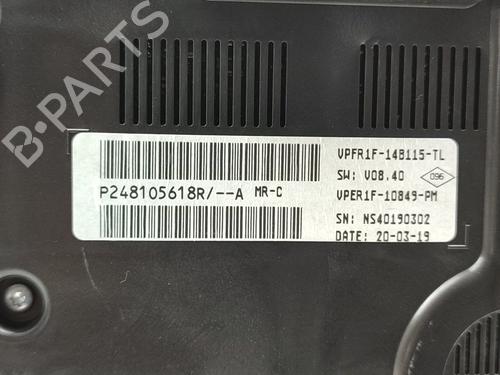 B-PARTS
VPFR1F-14B115-TL
SW: V08.40
096
P248105618R/--A MR-C
VPER1F-10849-PM
SN: NS40190302
DATE: 20-03-19